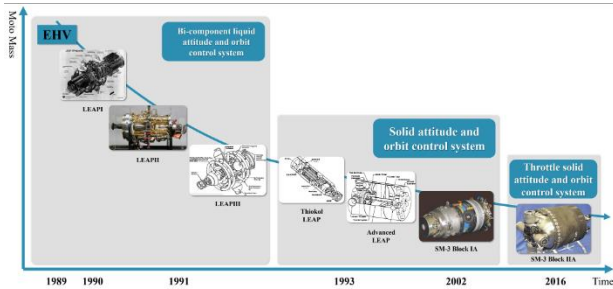 Moto Mass
EHV
Bi-component liquid
attitude and orbit
control system
LEAPI
LEAPII
LEAPIII
Solid attitude and
orbit control system
Thiokol
LEAP
Advanced
LEAP
SM-3 Block IA
Throttle solid
attitude and orbit
control system
SM-3 Block IIA
1989
1990
1991
1993
2002
2016
Time